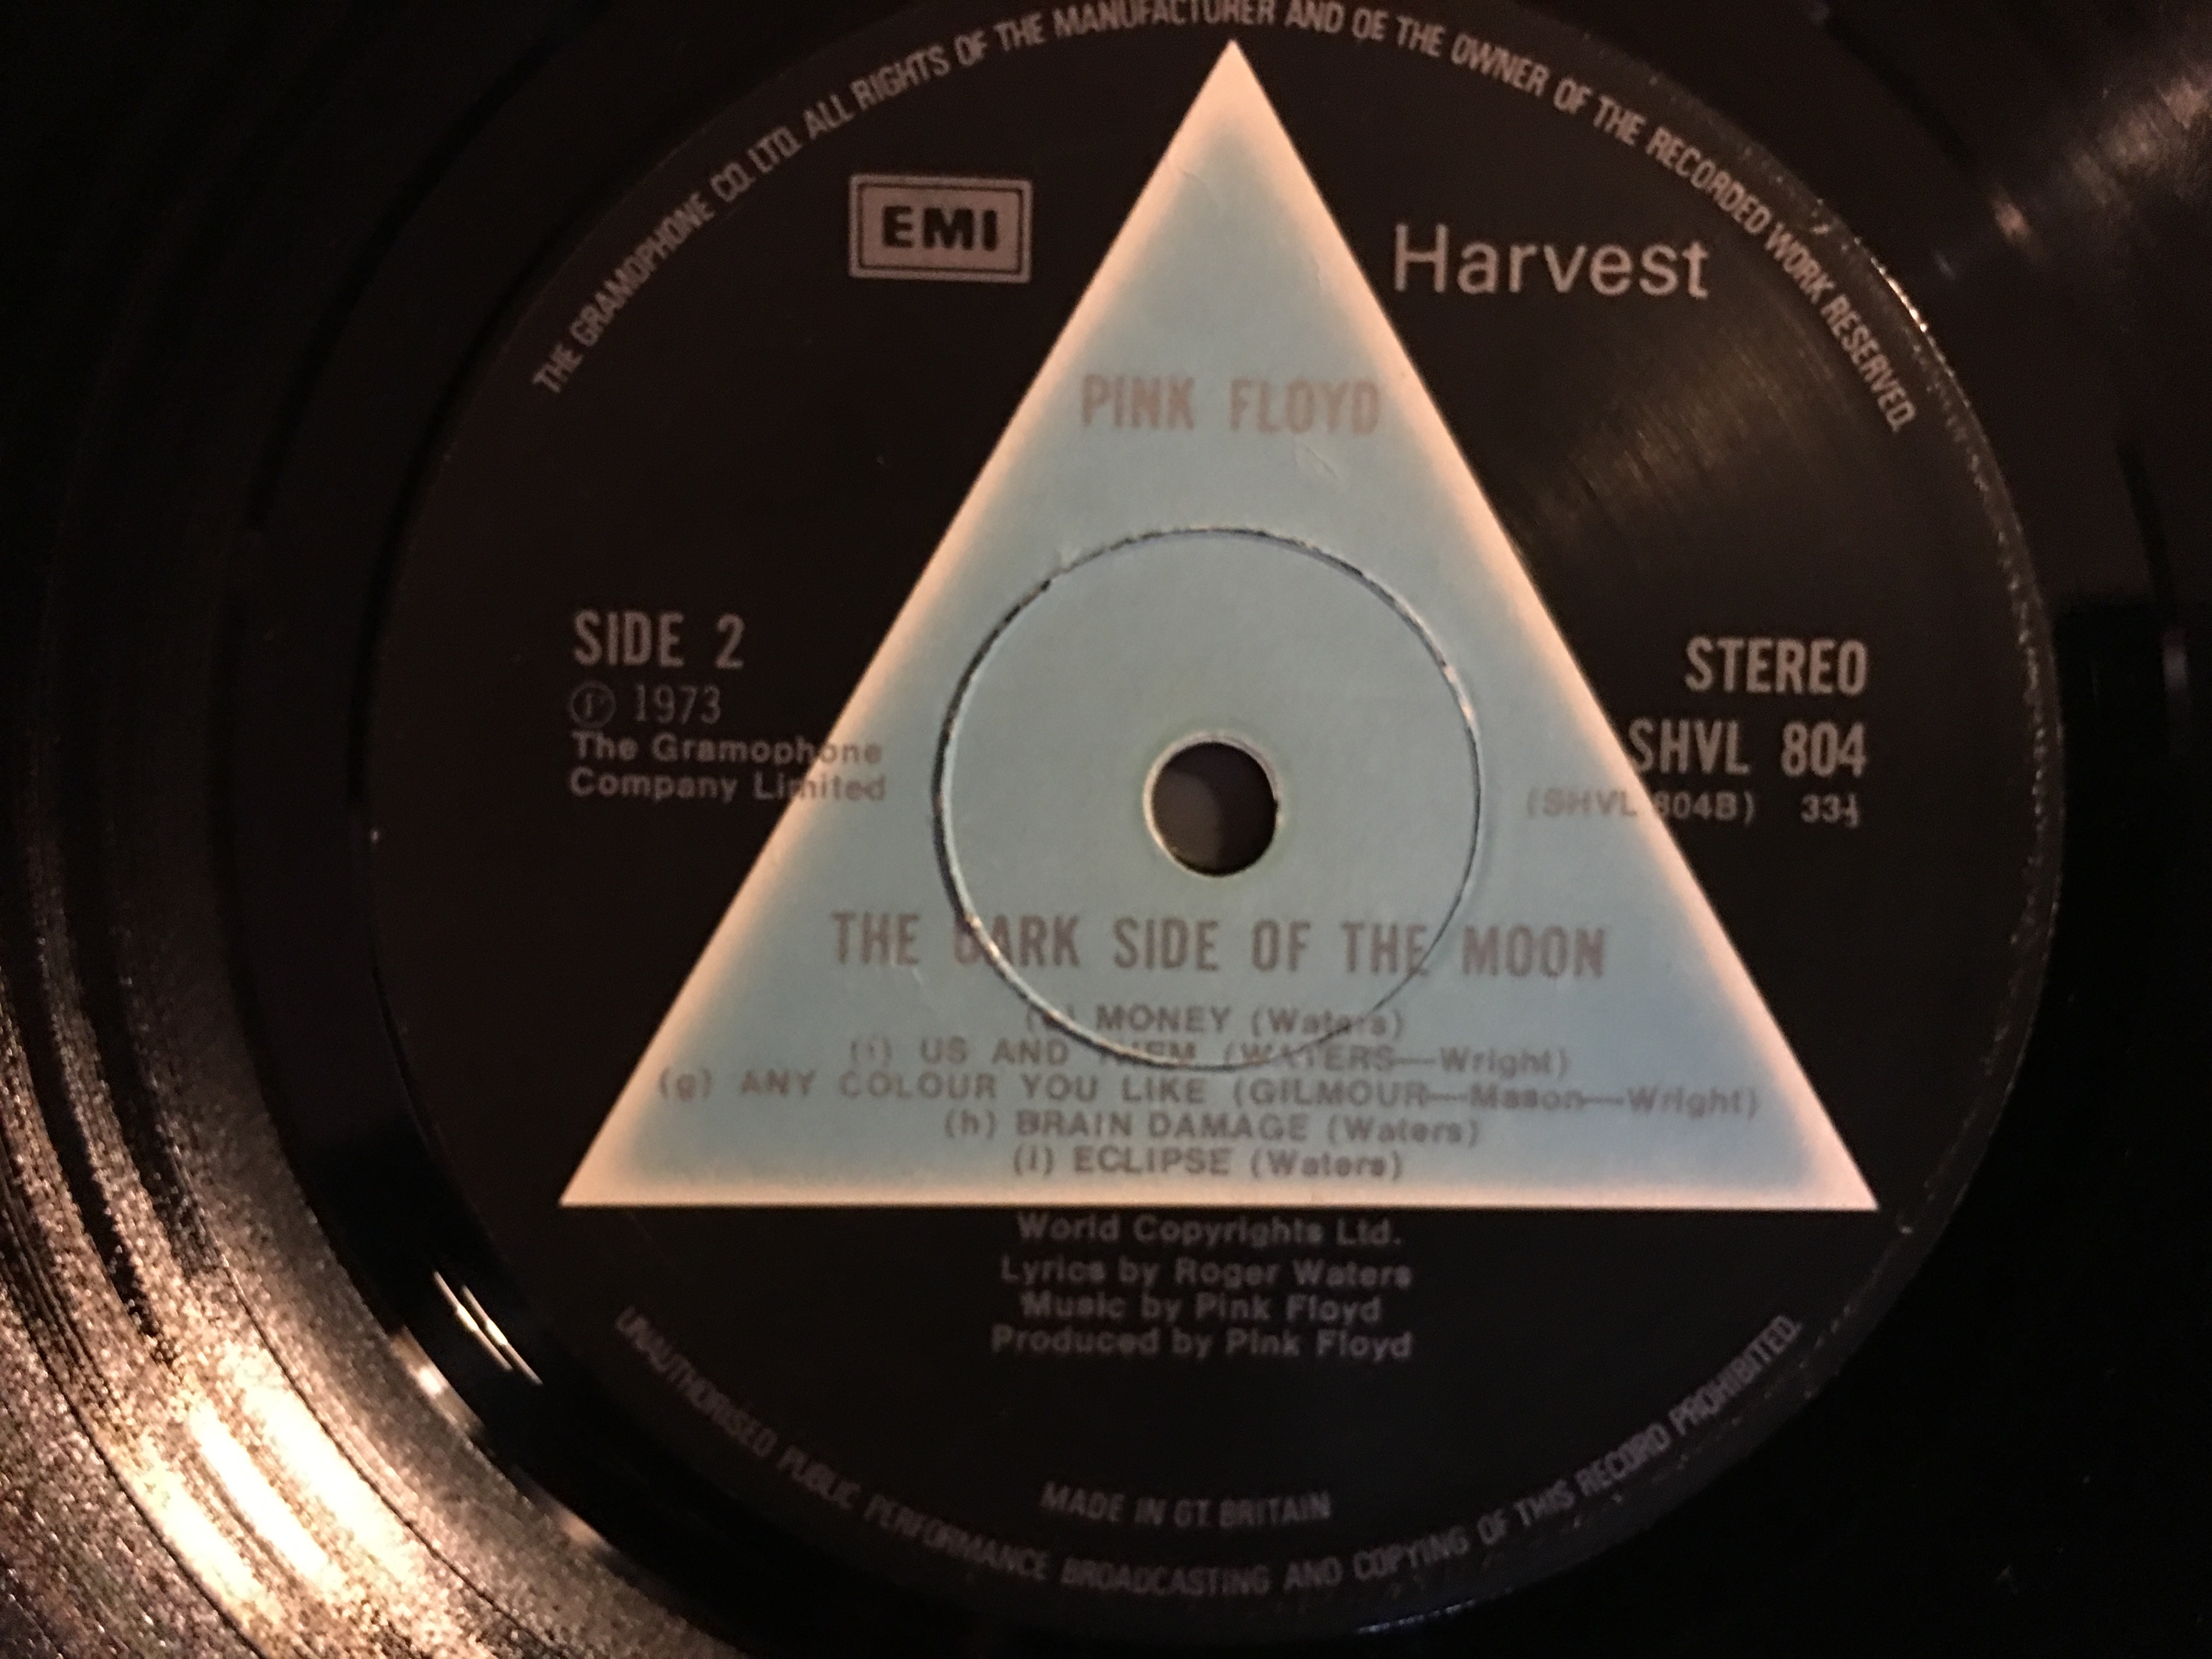 THE GRAMOPHONE CO. LTD. ALL RIGHTS OF THE MANUFACTURER AND OF THE OWNER OF THE RECORDED WORK RESERVED.
EMI
Harvest
PINK FLOYD
SIDE 2
Ⓟ 1973
The Gramophone
Company Limited
STEREO
SHVL 804
(SHVL 804B) 33⅓
THE DARK SIDE OF THE MOON
(e) MONEY (Waters)
(f) US AND THEM (WATERS—Wright)
(g) ANY COLOUR YOU LIKE (GILMOUR—Mason—Wright)
(h) BRAIN DAMAGE (Waters)
(i) ECLIPSE (Waters)
World Copyrights Ltd.
Lyrics by Roger Waters
Music by Pink Floyd
Produced by Pink Floyd
MADE IN GT. BRITAIN
UNAUTHORISED PUBLIC PERFORMANCE BROADCASTING AND COPYING OF THIS RECORD PROHIBITED.